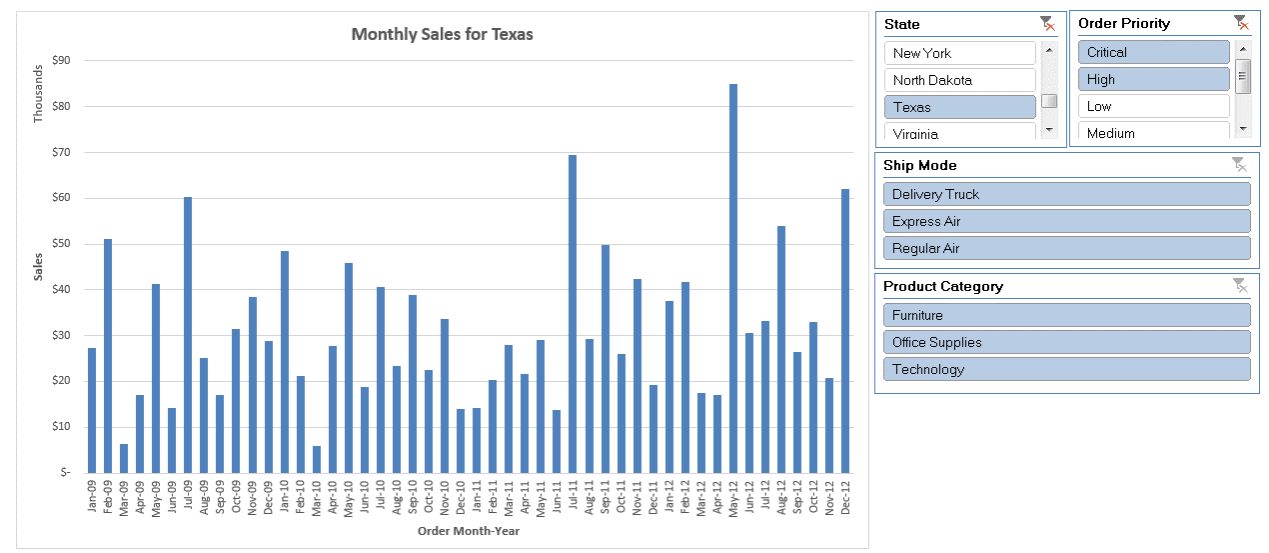 Monthly Sales for Texas
Thousands
$90
$80
$70
$60
$50
$40
$30
$20
$10
$-
Sales
Jan-09
Feb-09
Mar-09
Apr-09
May-09
Jun-09
Jul-09
Aug-09
Sep-09
Oct-09
Nov-09
Dec-09
Jan-10
Feb-10
Mar-10
Apr-10
May-10
Jun-10
Jul-10
Aug-10
Sep-10
Oct-10
Nov-10
Dec-10
Jan-11
Feb-11
Mar-11
Apr-11
May-11
Jun-11
Jul-11
Aug-11
Sep-11
Oct-11
Nov-11
Dec-11
Jan-12
Feb-12
Mar-12
Apr-12
May-12
Jun-12
Jul-12
Aug-12
Sep-12
Oct-12
Nov-12
Dec-12
Order Month-Year
State
New York
North Dakota
Texas
Virginia
Order Priority
Critical
High
Low
Medium
Ship Mode
Delivery Truck
Express Air
Regular Air
Product Category
Furniture
Office Supplies
Technology